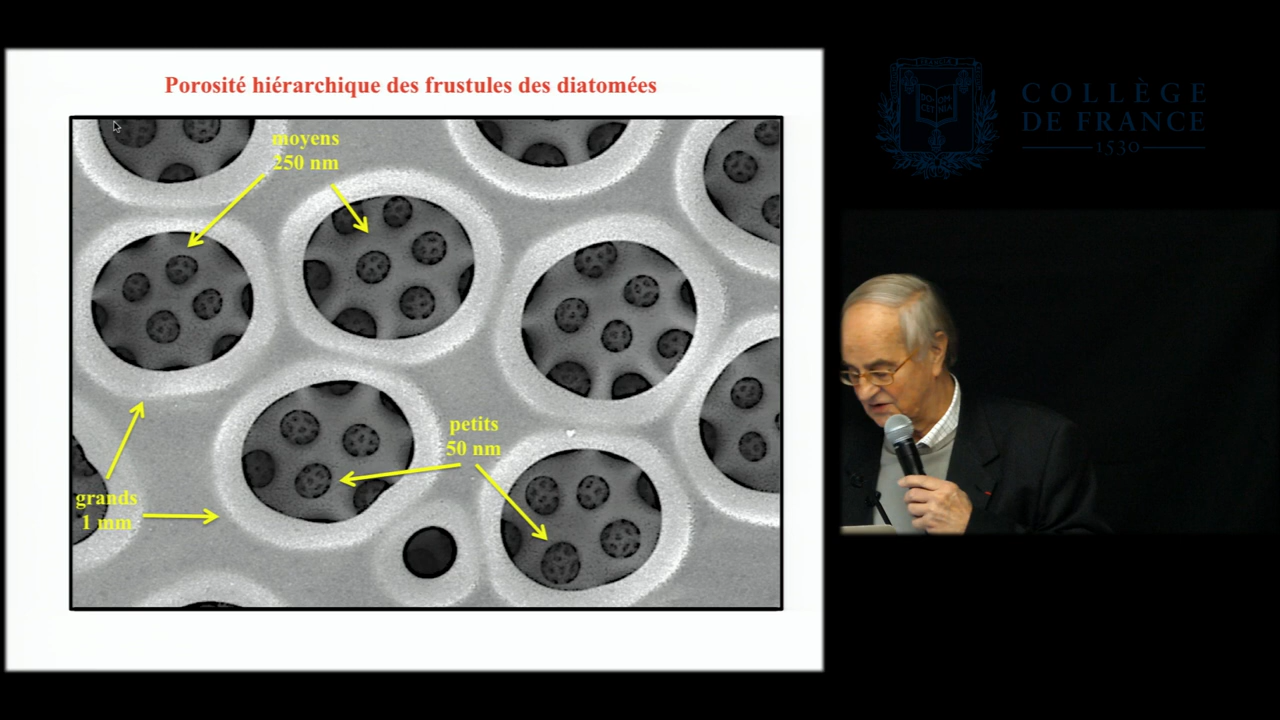 Porosité hiérarchique des frustules des diatomées
moyens
250 nm
petits
50 nm
grands
1 mm
COLLÈGE
DE FRANCE
1530